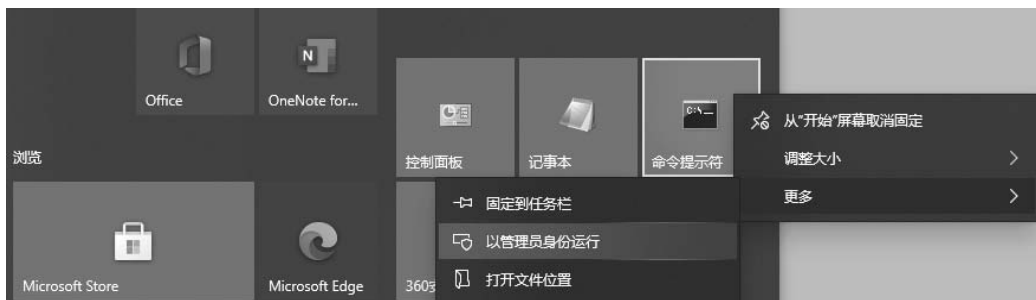 Office
OneNote for...
浏览
控制面板
记事本
命令提示符
从"开始"屏幕取消固定
调整大小
更多
固定到任务栏
以管理员身份运行
打开文件位置
Microsoft Store
Microsoft Edge